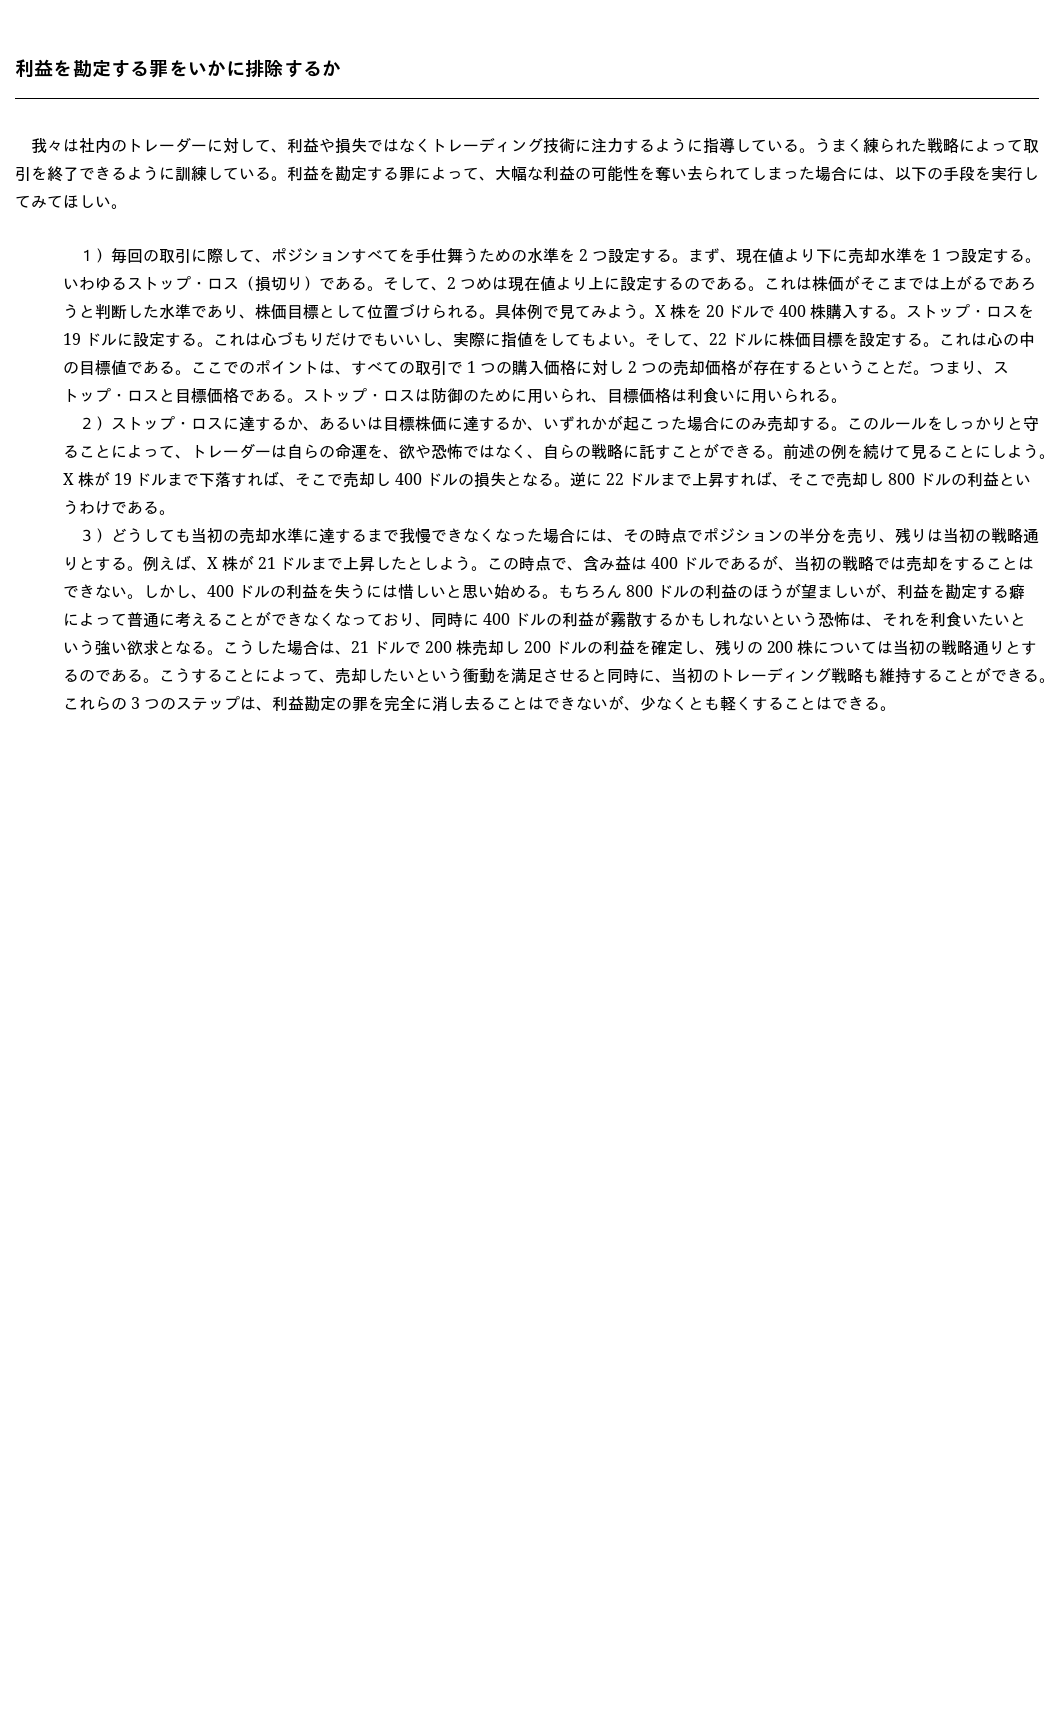 利益を勘定する罪をいかに排除するか
　我々は社内のトレーダーに対して、利益や損失ではなくトレーディング技術に注力するように指導している。うまく練られた戦略によって取
引を終了できるように訓練している。利益を勘定する罪によって、大幅な利益の可能性を奪い去られてしまった場合には、以下の手段を実行し
てみてほしい。
　１）毎回の取引に際して、ポジションすべてを手仕舞うための水準を 2 つ設定する。まず、現在値より下に売却水準を 1 つ設定する。
いわゆるストップ・ロス（損切り）である。そして、2 つめは現在値より上に設定するのである。これは株価がそこまでは上がるであろ
うと判断した水準であり、株価目標として位置づけられる。具体例で見てみよう。X 株を 20 ドルで 400 株購入する。ストップ・ロスを
19 ドルに設定する。これは心づもりだけでもいいし、実際に指値をしてもよい。そして、22 ドルに株価目標を設定する。これは心の中
の目標値である。ここでのポイントは、すべての取引で 1 つの購入価格に対し 2 つの売却価格が存在するということだ。つまり、ス
トップ・ロスと目標価格である。ストップ・ロスは防御のために用いられ、目標価格は利食いに用いられる。
　２）ストップ・ロスに達するか、あるいは目標株価に達するか、いずれかが起こった場合にのみ売却する。このルールをしっかりと守
ることによって、トレーダーは自らの命運を、欲や恐怖ではなく、自らの戦略に託すことができる。前述の例を続けて見ることにしよう。
X 株が 19 ドルまで下落すれば、そこで売却し 400 ドルの損失となる。逆に 22 ドルまで上昇すれば、そこで売却し 800 ドルの利益とい
うわけである。
　３）どうしても当初の売却水準に達するまで我慢できなくなった場合には、その時点でポジションの半分を売り、残りは当初の戦略通
りとする。例えば、X 株が 21 ドルまで上昇したとしよう。この時点で、含み益は 400 ドルであるが、当初の戦略では売却をすることは
できない。しかし、400 ドルの利益を失うには惜しいと思い始める。もちろん 800 ドルの利益のほうが望ましいが、利益を勘定する癖
によって普通に考えることができなくなっており、同時に 400 ドルの利益が霧散するかもしれないという恐怖は、それを利食いたいと
いう強い欲求となる。こうした場合は、21 ドルで 200 株売却し 200 ドルの利益を確定し、残りの 200 株については当初の戦略通りとす
るのである。こうすることによって、売却したいという衝動を満足させると同時に、当初のトレーディング戦略も維持することができる。
これらの 3 つのステップは、利益勘定の罪を完全に消し去ることはできないが、少なくとも軽くすることはできる。